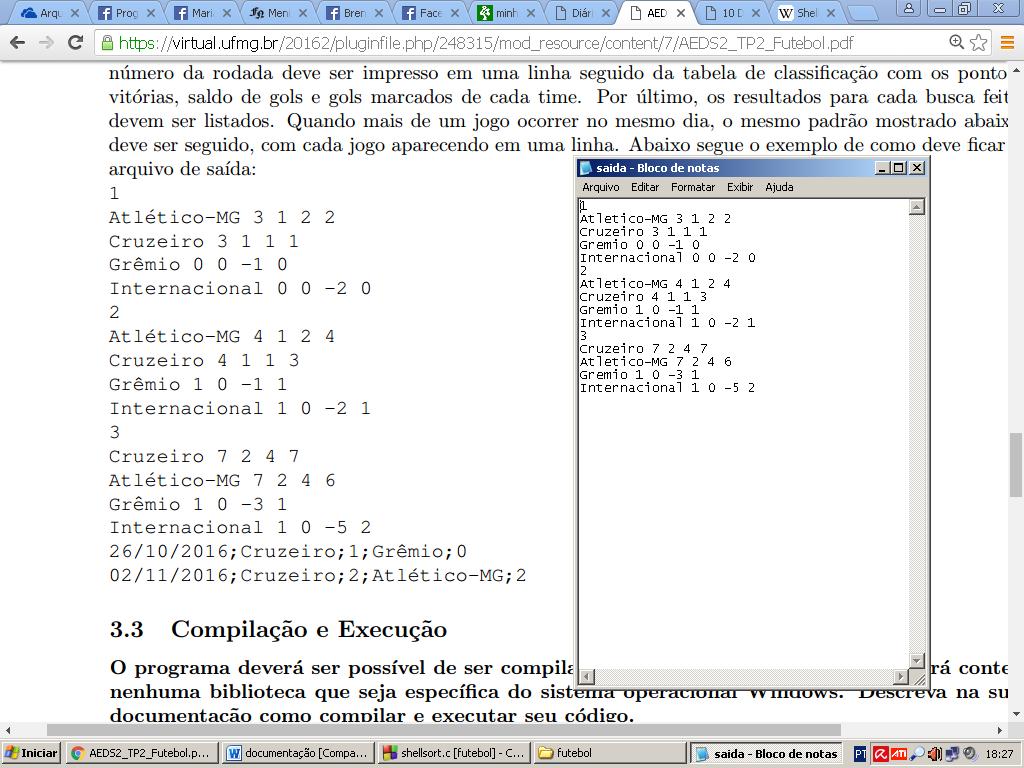 Arqu
Prog
Mari
Meni
Bren
Face
minh
Diári
AED
10 D
Shel
https://virtual.ufmg.br/20162/pluginfile.php/248315/mod_resource/content/7/AEDS2_TP2_Futebol.pdf
número da rodada deve ser impresso em uma linha seguido da tabela de classificação com os ponto
vitórias, saldo de gols e gols marcados de cada time. Por último, os resultados para cada busca feit
devem ser listados. Quando mais de um jogo ocorrer no mesmo dia, o mesmo padrão mostrado abaix
deve ser seguido, com cada jogo aparecendo em uma linha. Abaixo segue o exemplo de como deve ficar
arquivo de saída:
1
Atlético-MG 3 1 2 2
Cruzeiro 3 1 1 1
Grêmio 0 0 -1 0
Internacional 0 0 -2 0
2
Atlético-MG 4 1 2 4
Cruzeiro 4 1 1 3
Grêmio 1 0 -1 1
Internacional 1 0 -2 1
3
Cruzeiro 7 2 4 7
Atlético-MG 7 2 4 6
Grêmio 1 0 -3 1
Internacional 1 0 -5 2
26/10/2016;Cruzeiro;1;Grêmio;0
02/11/2016;Cruzeiro;2;Atlético-MG;2
3.3 Compilação e Execução
O programa deverá ser possível de ser compila rá conte
nenhuma biblioteca que seja específica do sistema operacional Windows. Descreva na su
documentação como compilar e executar seu código.
saida - Bloco de notas
Arquivo Editar Formatar Exibir Ajuda
1
Atletico-MG 3 1 2 2
Cruzeiro 3 1 1 1
Gremio 0 0 -1 0
Internacional 0 0 -2 0
2
Atletico-MG 4 1 2 4
Cruzeiro 4 1 1 3
Gremio 1 0 -1 1
Internacional 1 0 -2 1
3
Cruzeiro 7 2 4 7
Atletico-MG 7 2 4 6
Gremio 1 0 -3 1
Internacional 1 0 -5 2
Iniciar
AEDS2_TP2_Futebol.p...
documentação [Compa...
shellsort.c [futebol] - C...
futebol
saida - Bloco de notas
PT
ATI
18:27